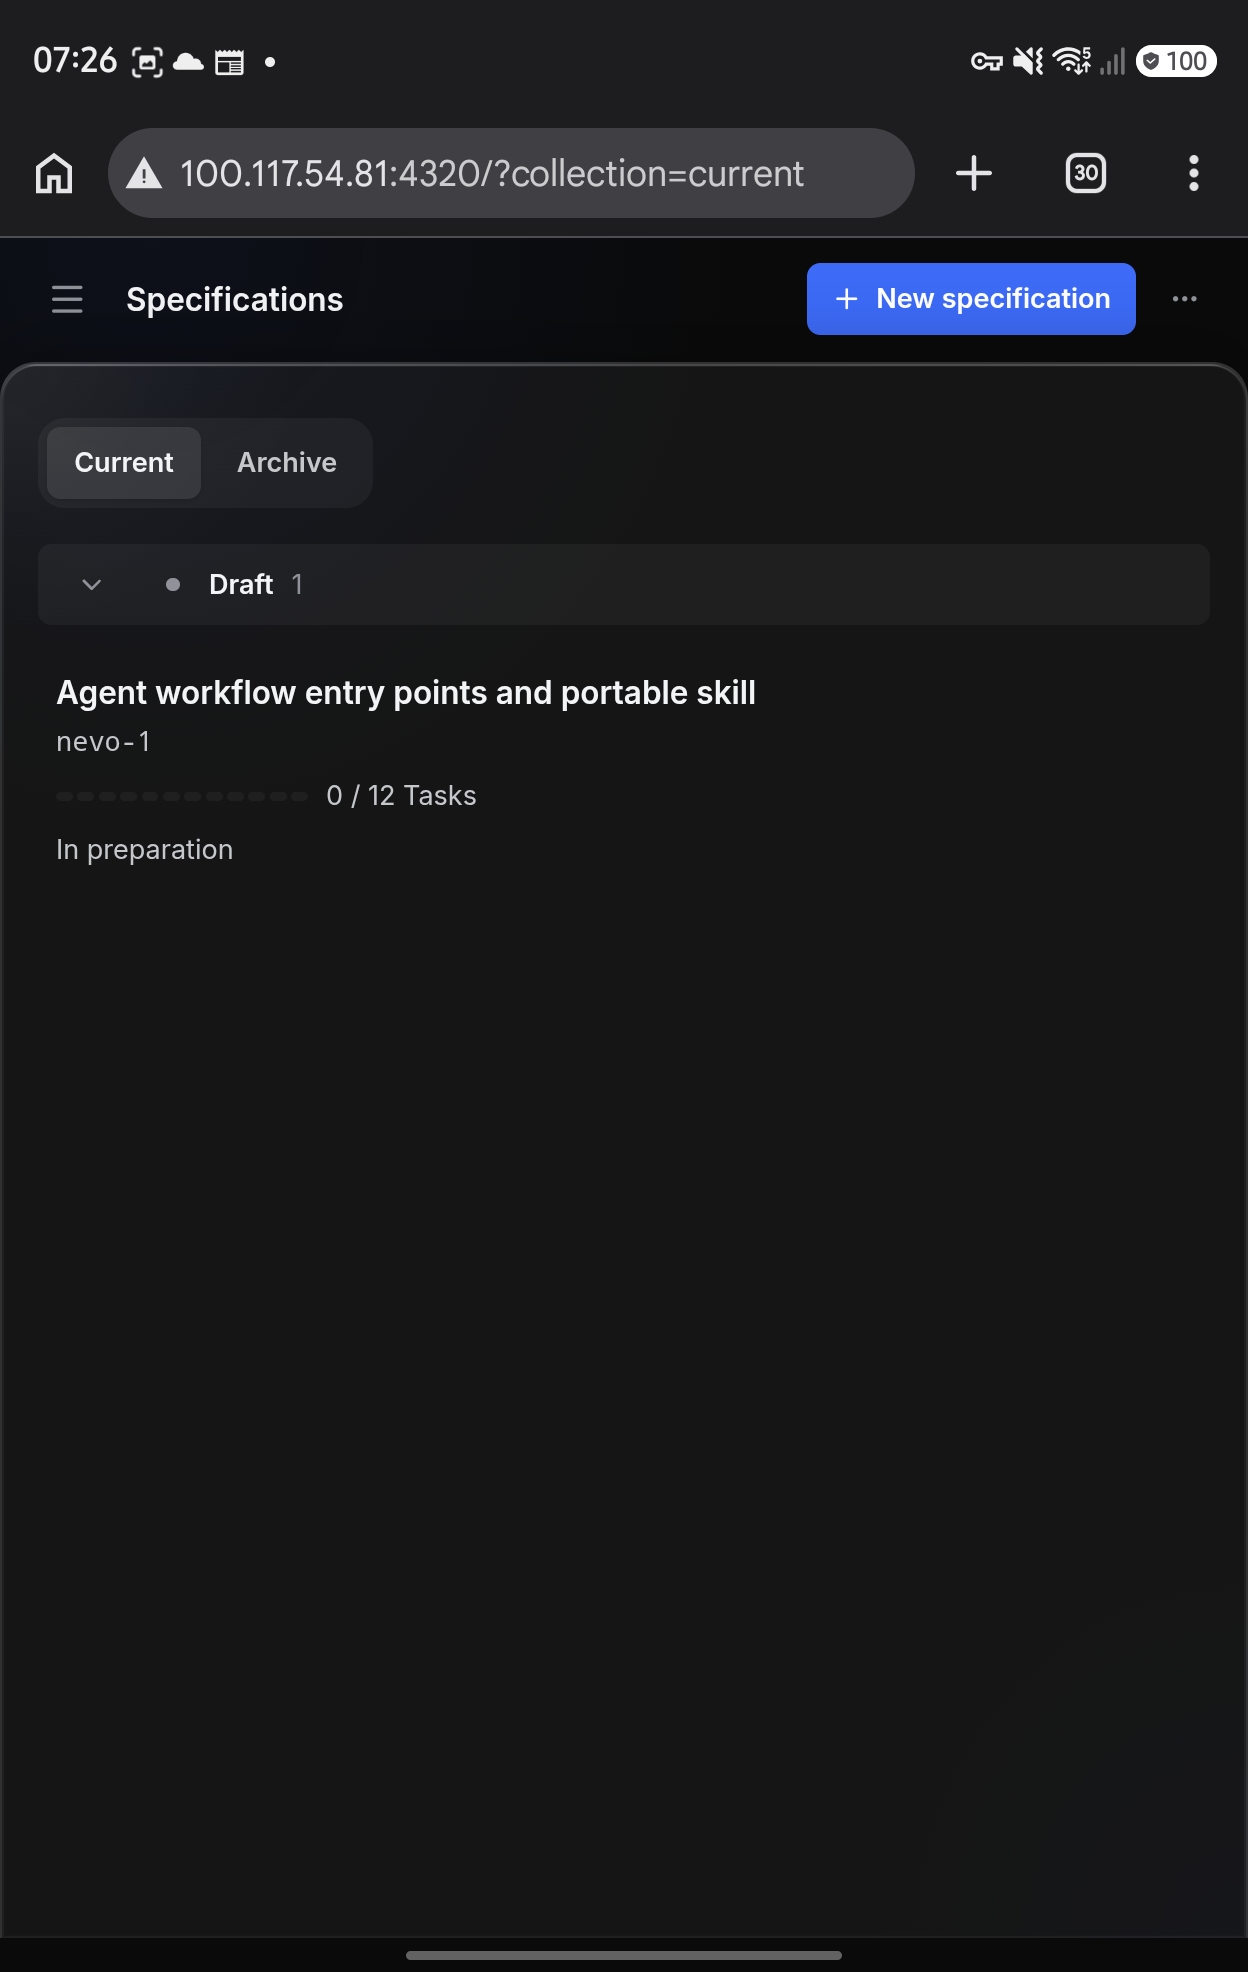 07:26
5
100
100.117.54.81:4320/?collection=current
30
Specifications
New specification
Current
Archive
Draft 1
Agent workflow entry points and portable skill
nevo-1
0 / 12 Tasks
In preparation